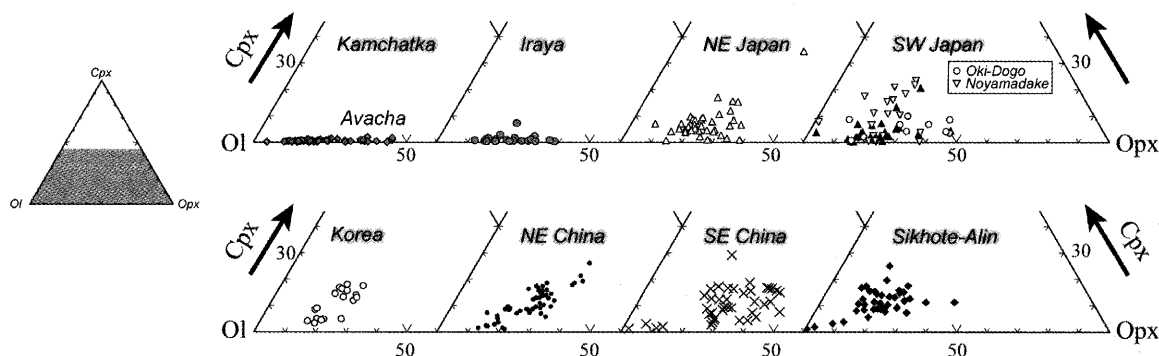 Cpx
Ol
Opx
Cpx
Kamchatka
Iraya
NE Japan
SW Japan
30
30
Oki-Dogo
Noyamadake
Avacha
Ol
Opx
50
50
50
50
Cpx
Cpx
Korea
NE China
SE China
Sikhote-Alin
30
30
Ol
Opx
50
50
50
50